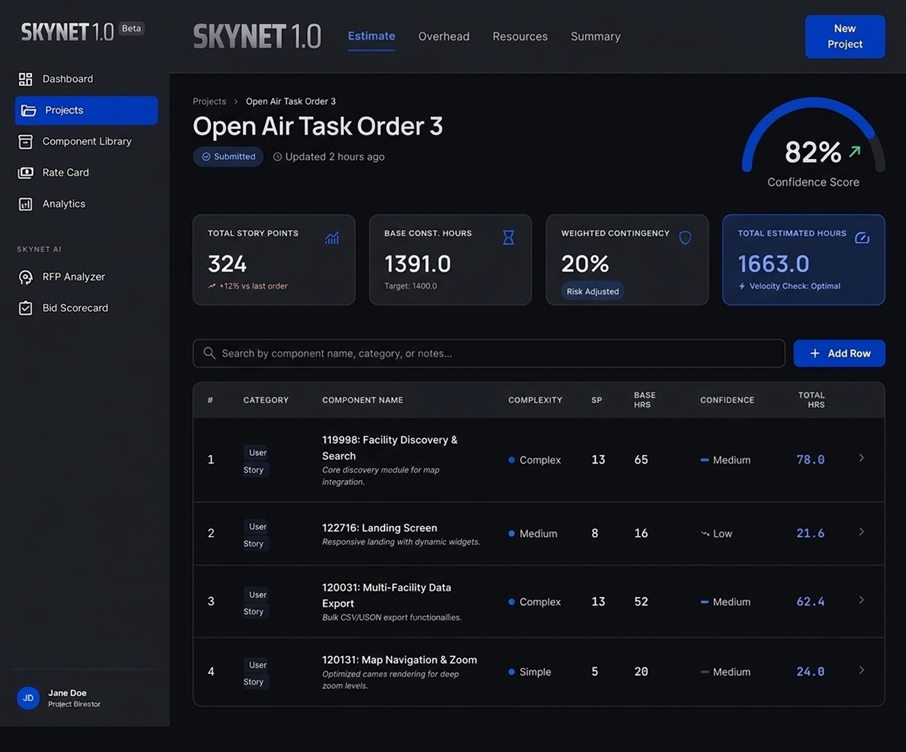 SKYNET 1.0 Beta
Dashboard
Projects
Component Library
Rate Card
Analytics
SKYNET AI
RFP Analyzer
Bid Scorecard
JD
Jane Doe
Project Birestor
SKYNET 1.0
Estimate
Overhead
Resources
Summary
New
Project
Projects › Open Air Task Order 3
Open Air Task Order 3
Submitted
Updated 2 hours ago
82%
Confidence Score
TOTAL STORY POINTS
324
+12% vs last order
BASE CONST. HOURS
1391.0
Target: 1400.0
WEIGHTED CONTINGENCY
20%
Risk Adjusted
TOTAL ESTIMATED HOURS
1663.0
Velocity Check: Optimal
Search by component name, category, or notes...
+ Add Row
# CATEGORY COMPONENT NAME COMPLEXITY SP BASE HRS CONFIDENCE TOTAL HRS
1
User
Story
119998: Facility Discovery &
Search
Core discovery module for map
integration.
Complex
13
65
Medium
78.0
2
User
Story
122716: Landing Screen
Responsive landing with dynamic widgets.
Medium
8
16
Low
21.6
3
User
Story
120031: Multi-Facility Data
Export
Bulk CSV/USON export functionallies.
Complex
13
52
Medium
62.4
4
User
Story
120131: Map Navigation & Zoom
Optimized cames rendering for deep
zoom levels.
Simple
5
20
Medium
24.0